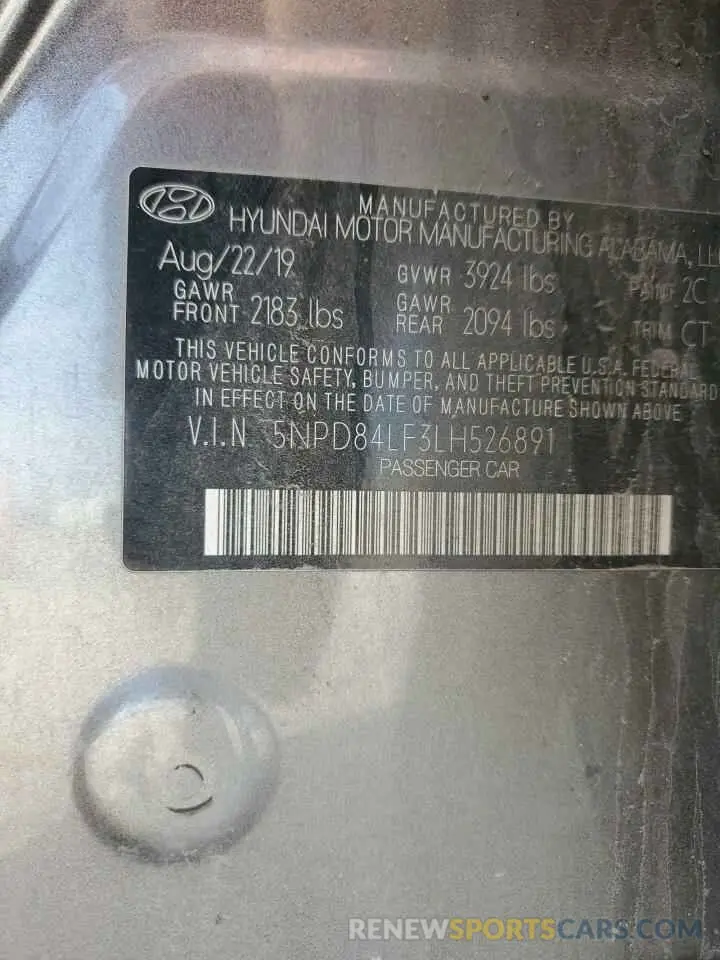 MANUFACTURED BY
HYUNDAI MOTOR MANUFACTURING ALABAMA, LL
Aug/22/19 GVWR 3924 lbs PAINT 2C
GAWR FRONT 2183 lbs GAWR REAR 2094 lbs TRIM CT
THIS VEHICLE CONFORMS TO ALL APPLICABLE U.S.A. FEDERAL
MOTOR VEHICLE SAFETY, BUMPER, AND THEFT PREVENTION STANDARD
IN EFFECT ON THE DATE OF MANUFACTURE SHOWN ABOVE
V.I.N 5NPD84LF3LH526891
PASSENGER CAR
RENEWSPORTSCARS.COM